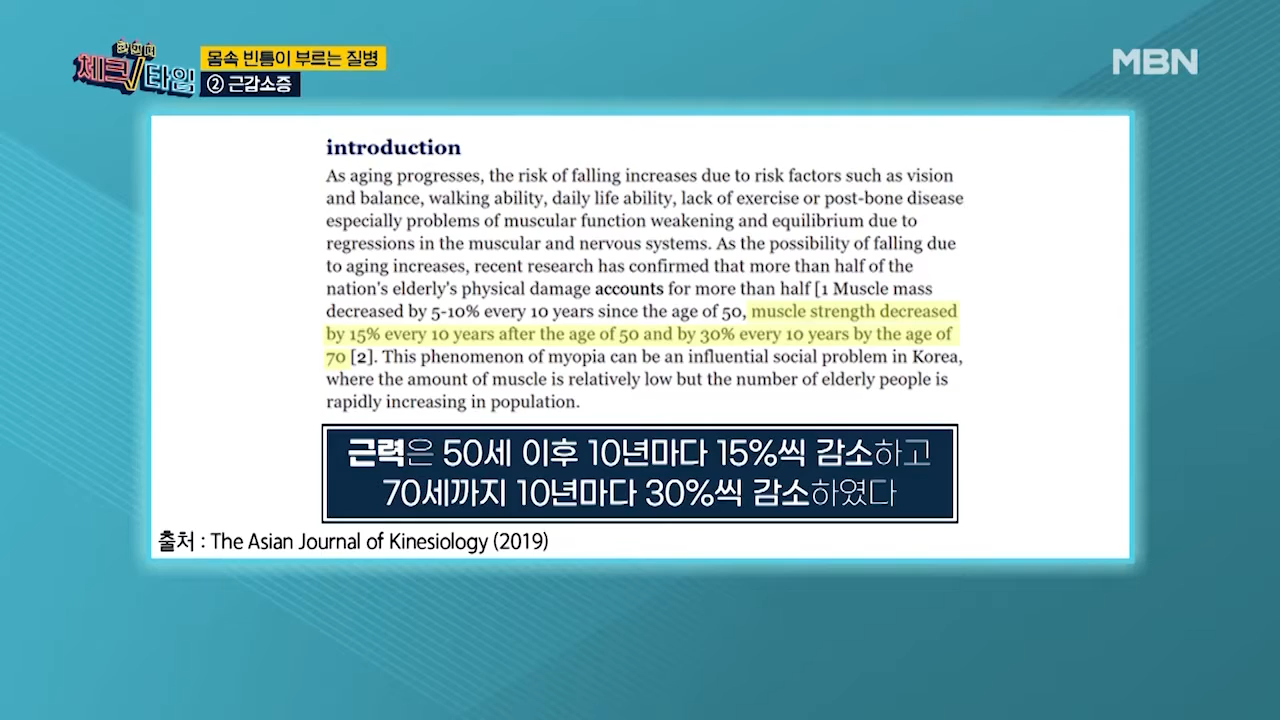 한번더
체크타임
몸속 빈틈이 부르는 질병
② 근감소증
MBN
introduction
As aging progresses, the risk of falling increases due to risk factors such as vision
and balance, walking ability, daily life ability, lack of exercise or post-bone disease
especially problems of muscular function weakening and equilibrium due to
regressions in the muscular and nervous systems. As the possibility of falling due
to aging increases, recent research has confirmed that more than half of the
nation's elderly's physical damage accounts for more than half [1 Muscle mass
decreased by 5-10% every 10 years since the age of 50, muscle strength decreased
by 15% every 10 years after the age of 50 and by 30% every 10 years by the age of
70 [2]. This phenomenon of myopia can be an influential social problem in Korea,
where the amount of muscle is relatively low but the number of elderly people is
rapidly increasing in population.
근력은 50세 이후 10년마다 15%씩 감소하고
70세까지 10년마다 30%씩 감소하였다
출처 : The Asian Journal of Kinesiology (2019)